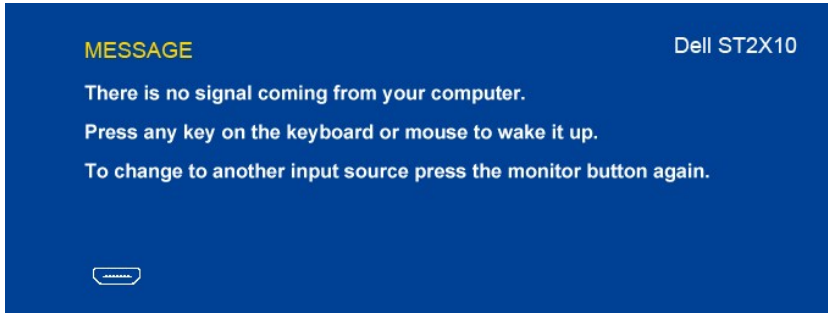 MESSAGE
Dell ST2X10
There is no signal coming from your computer.
Press any key on the keyboard or mouse to wake it up.
To change to another input source press the monitor button again.